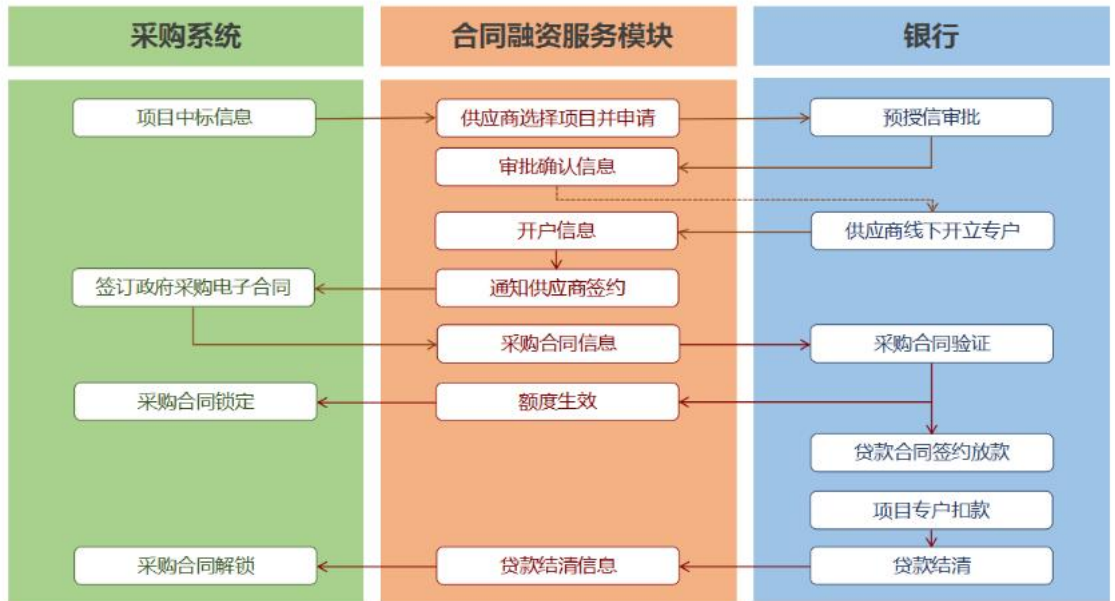 采购系统
合同融资服务模块
银行
项目中标信息
供应商选择项目并申请
预授信审批
审批确认信息
开户信息
供应商线下开立专户
签订政府采购电子合同
通知供应商签约
采购合同信息
采购合同验证
采购合同锁定
额度生效
贷款合同签约放款
项目专户扣款
采购合同解锁
贷款结清信息
贷款结清